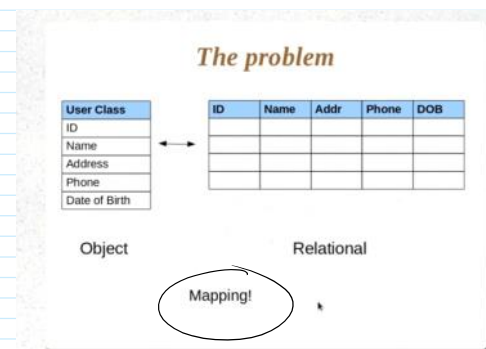 The problem
User Class
ID
Name
Address
Phone
Date of Birth
ID Name Addr Phone DOB
Object
Relational
Mapping!